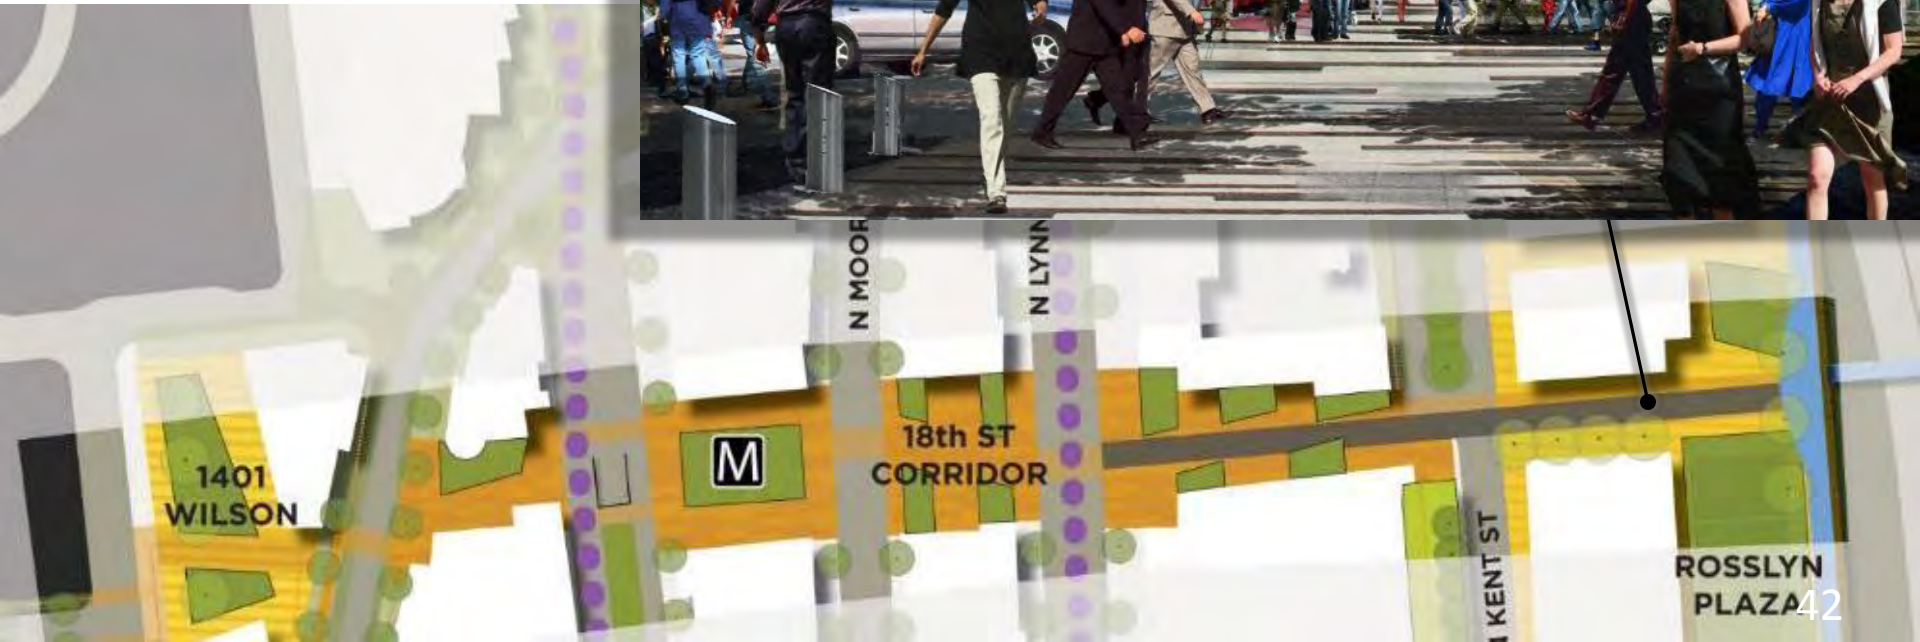 N MOOR
N LYNN
18th ST
CORRIDOR
M
1401
WILSON
N KENT ST
ROSSLYN
PLAZA
42